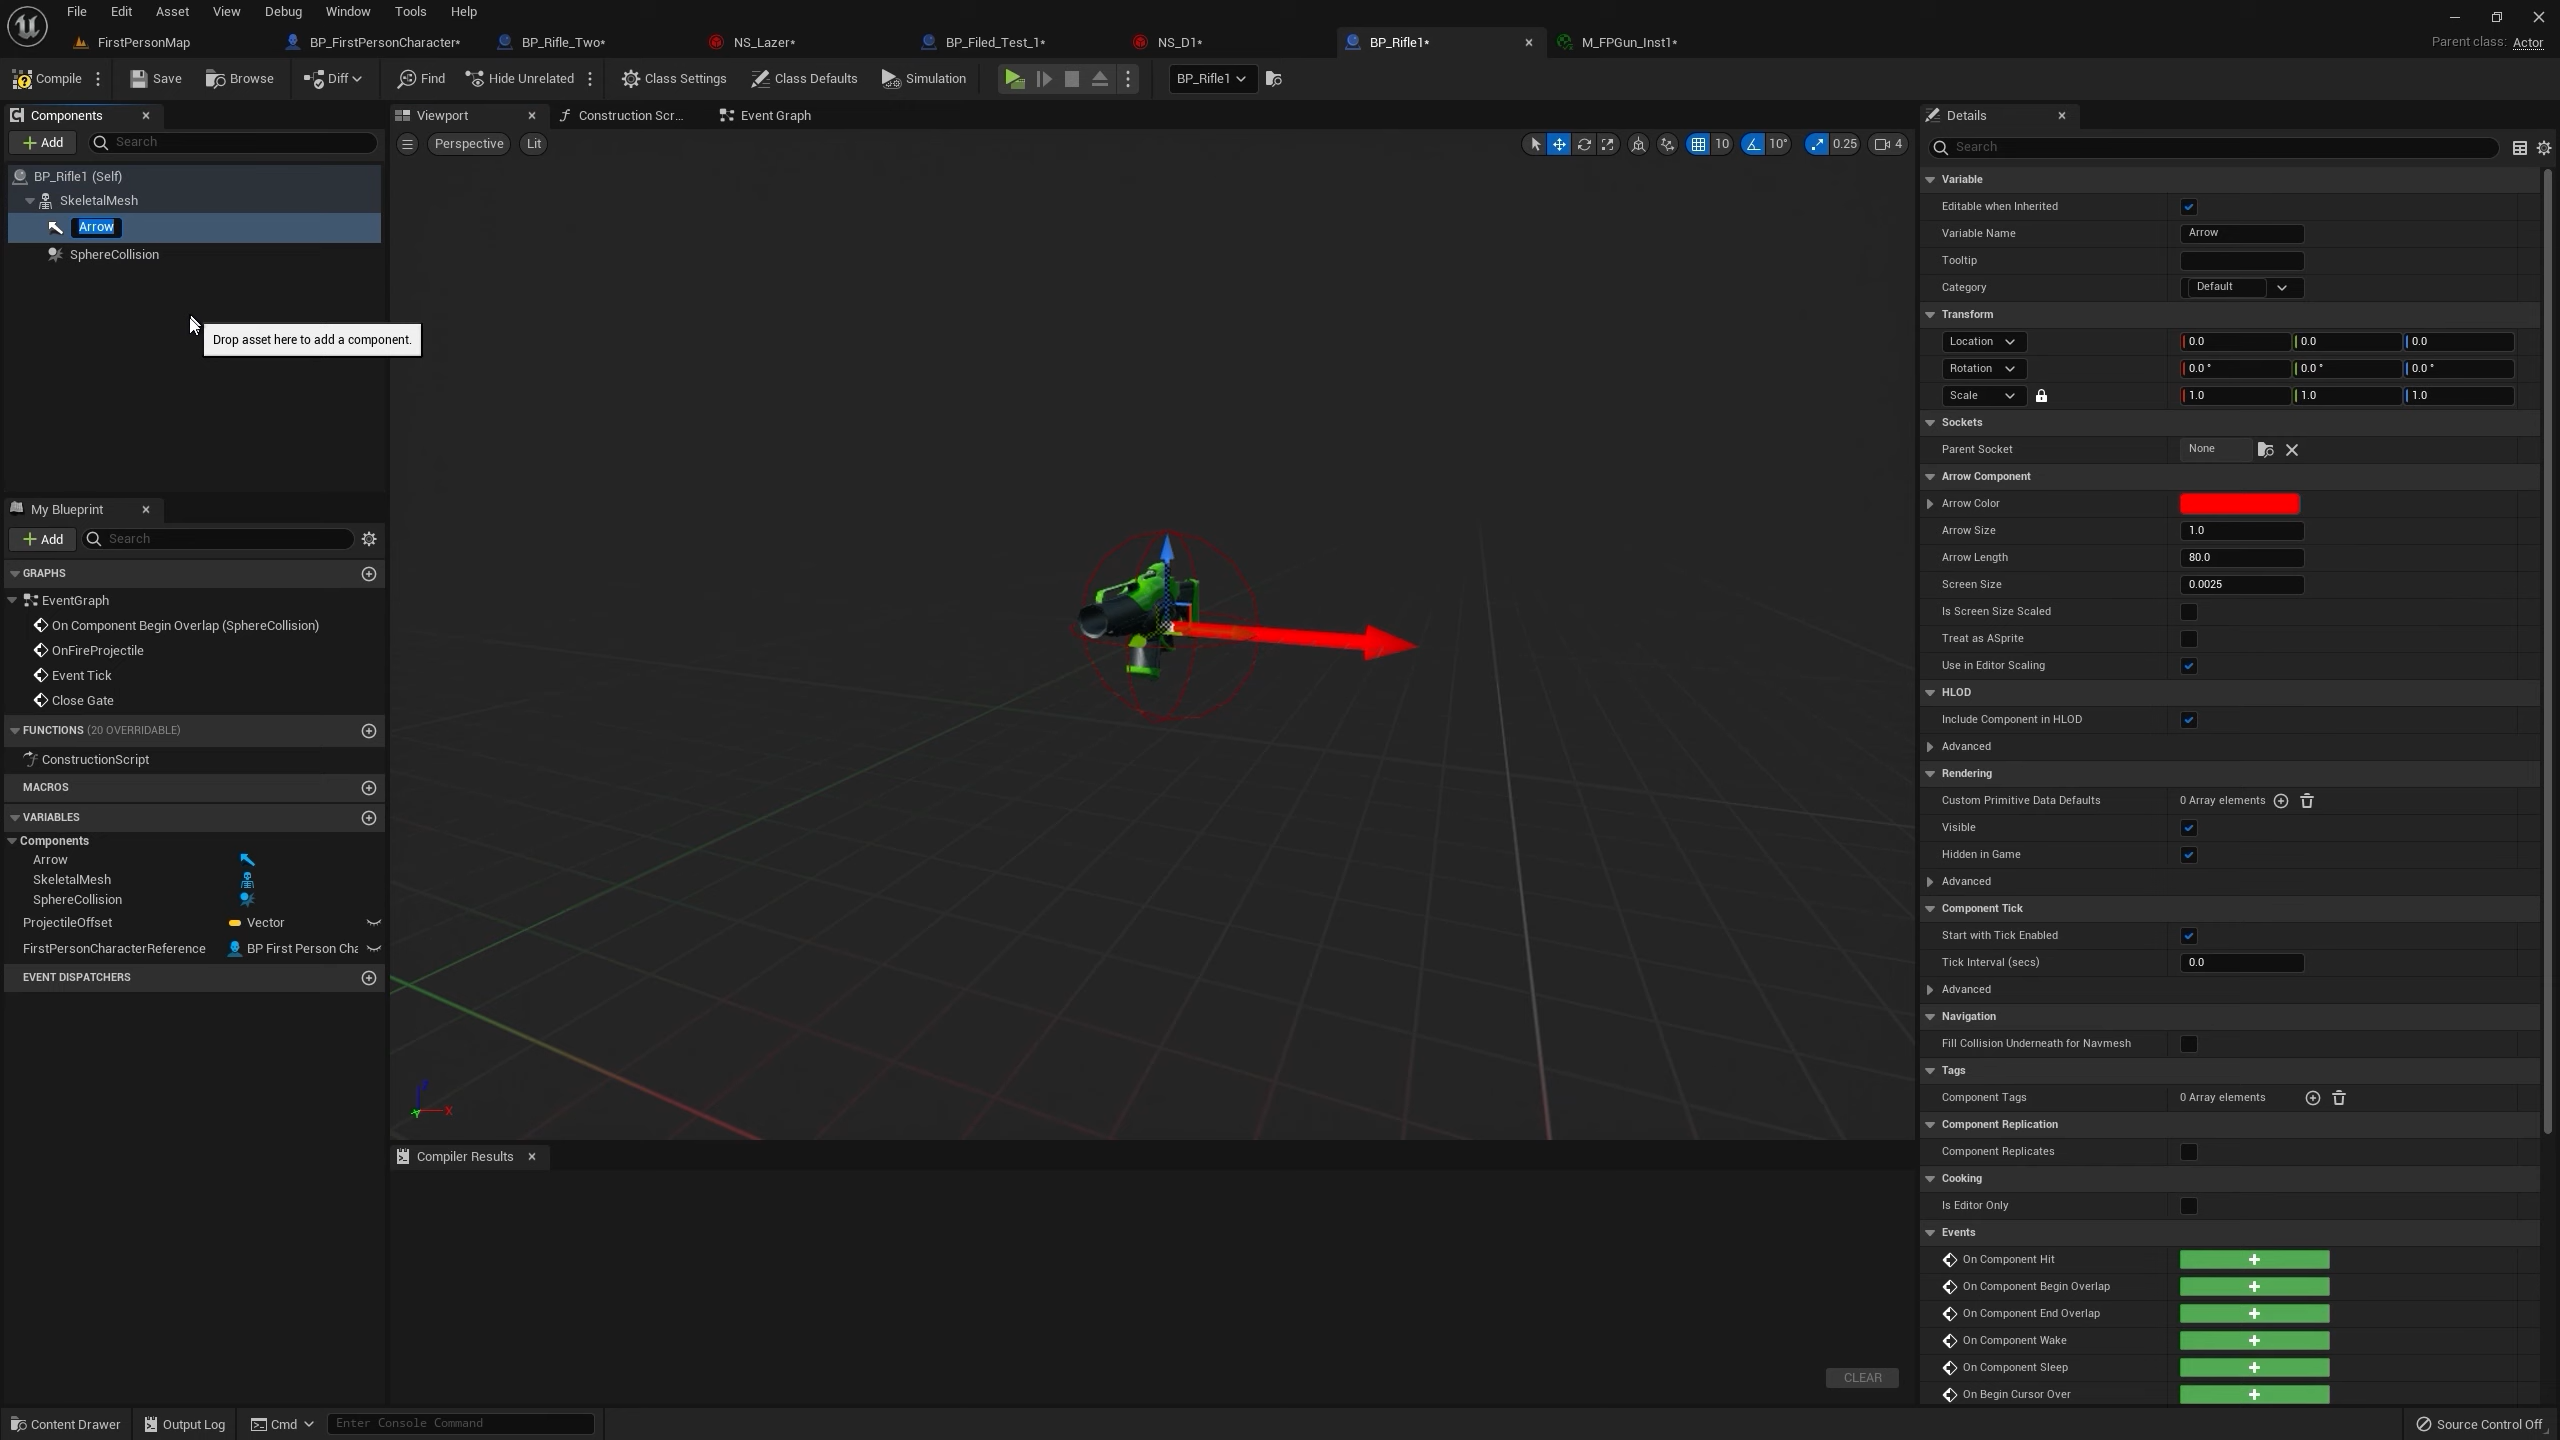 File Edit Asset View Debug Window Tools Help
FirstPersonMap BP_FirstPersonCharacter* BP_Rifle_Two* NS_Lazer* BP_Filed_Test_1* NS_D1* BP_Rifle1* M_FPGun_Inst1* Parent class: Actor
Compile Save Browse Diff Find Hide Unrelated Class Settings Class Defaults Simulation BP_Rifle1
Components
Add Search
BP_Rifle1 (Self)
SkeletalMesh
Arrow
SphereCollision
Drop asset here to add a component.
My Blueprint
Add Search
GRAPHS
EventGraph
On Component Begin Overlap (SphereCollision)
OnFireProjectile
Event Tick
Close Gate
FUNCTIONS (20 OVERRIDABLE)
ConstructionScript
MACROS
VARIABLES
Components
Arrow
SkeletalMesh
SphereCollision
ProjectileOffset Vector
FirstPersonCharacterReference BP First Person Cha
EVENT DISPATCHERS
Viewport Construction Scr... Event Graph
Perspective Lit 10 10° 0.25 4
Z
Y X
Compiler Results
CLEAR
Details
Search
Variable
Editable when Inherited
Variable Name Arrow
Tooltip
Category Default
Transform
Location 0.0 0.0 0.0
Rotation 0.0 ° 0.0 ° 0.0 °
Scale 1.0 1.0 1.0
Sockets
Parent Socket None
Arrow Component
Arrow Color
Arrow Size 1.0
Arrow Length 80.0
Screen Size 0.0025
Is Screen Size Scaled
Treat as ASprite
Use in Editor Scaling
HLOD
Include Component in HLOD
Advanced
Rendering
Custom Primitive Data Defaults 0 Array elements
Visible
Hidden in Game
Advanced
Component Tick
Start with Tick Enabled
Tick Interval (secs) 0.0
Advanced
Navigation
Fill Collision Underneath for Navmesh
Tags
Component Tags 0 Array elements
Component Replication
Component Replicates
Cooking
Is Editor Only
Events
On Component Hit
On Component Begin Overlap
On Component End Overlap
On Component Wake
On Component Sleep
On Begin Cursor Over
Content Drawer Output Log Cmd Enter Console Command Source Control Off